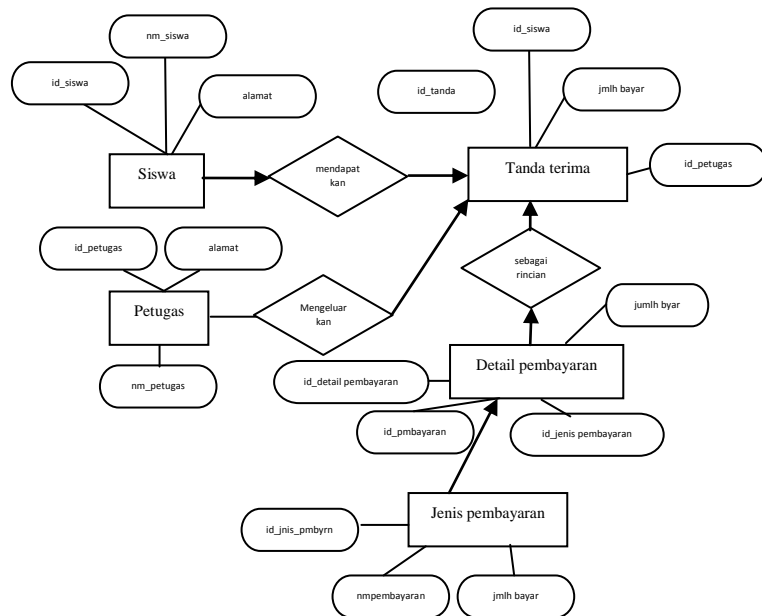 nm_siswa
id_siswa
id_siswa
id_tanda
jmlh bayar
alamat
Siswa
mendapat
kan
Tanda terima
id_petugas
id_petugas
alamat
sebagai
rincian
Petugas
Mengeluar
kan
jumlh byar
nm_petugas
Detail pembayaran
id_detail pembayaran
id_pmbayaran
id_jenis pembayaran
Jenis pembayaran
id_jnis_pmbyrn
nmpembayaran
jmlh bayar